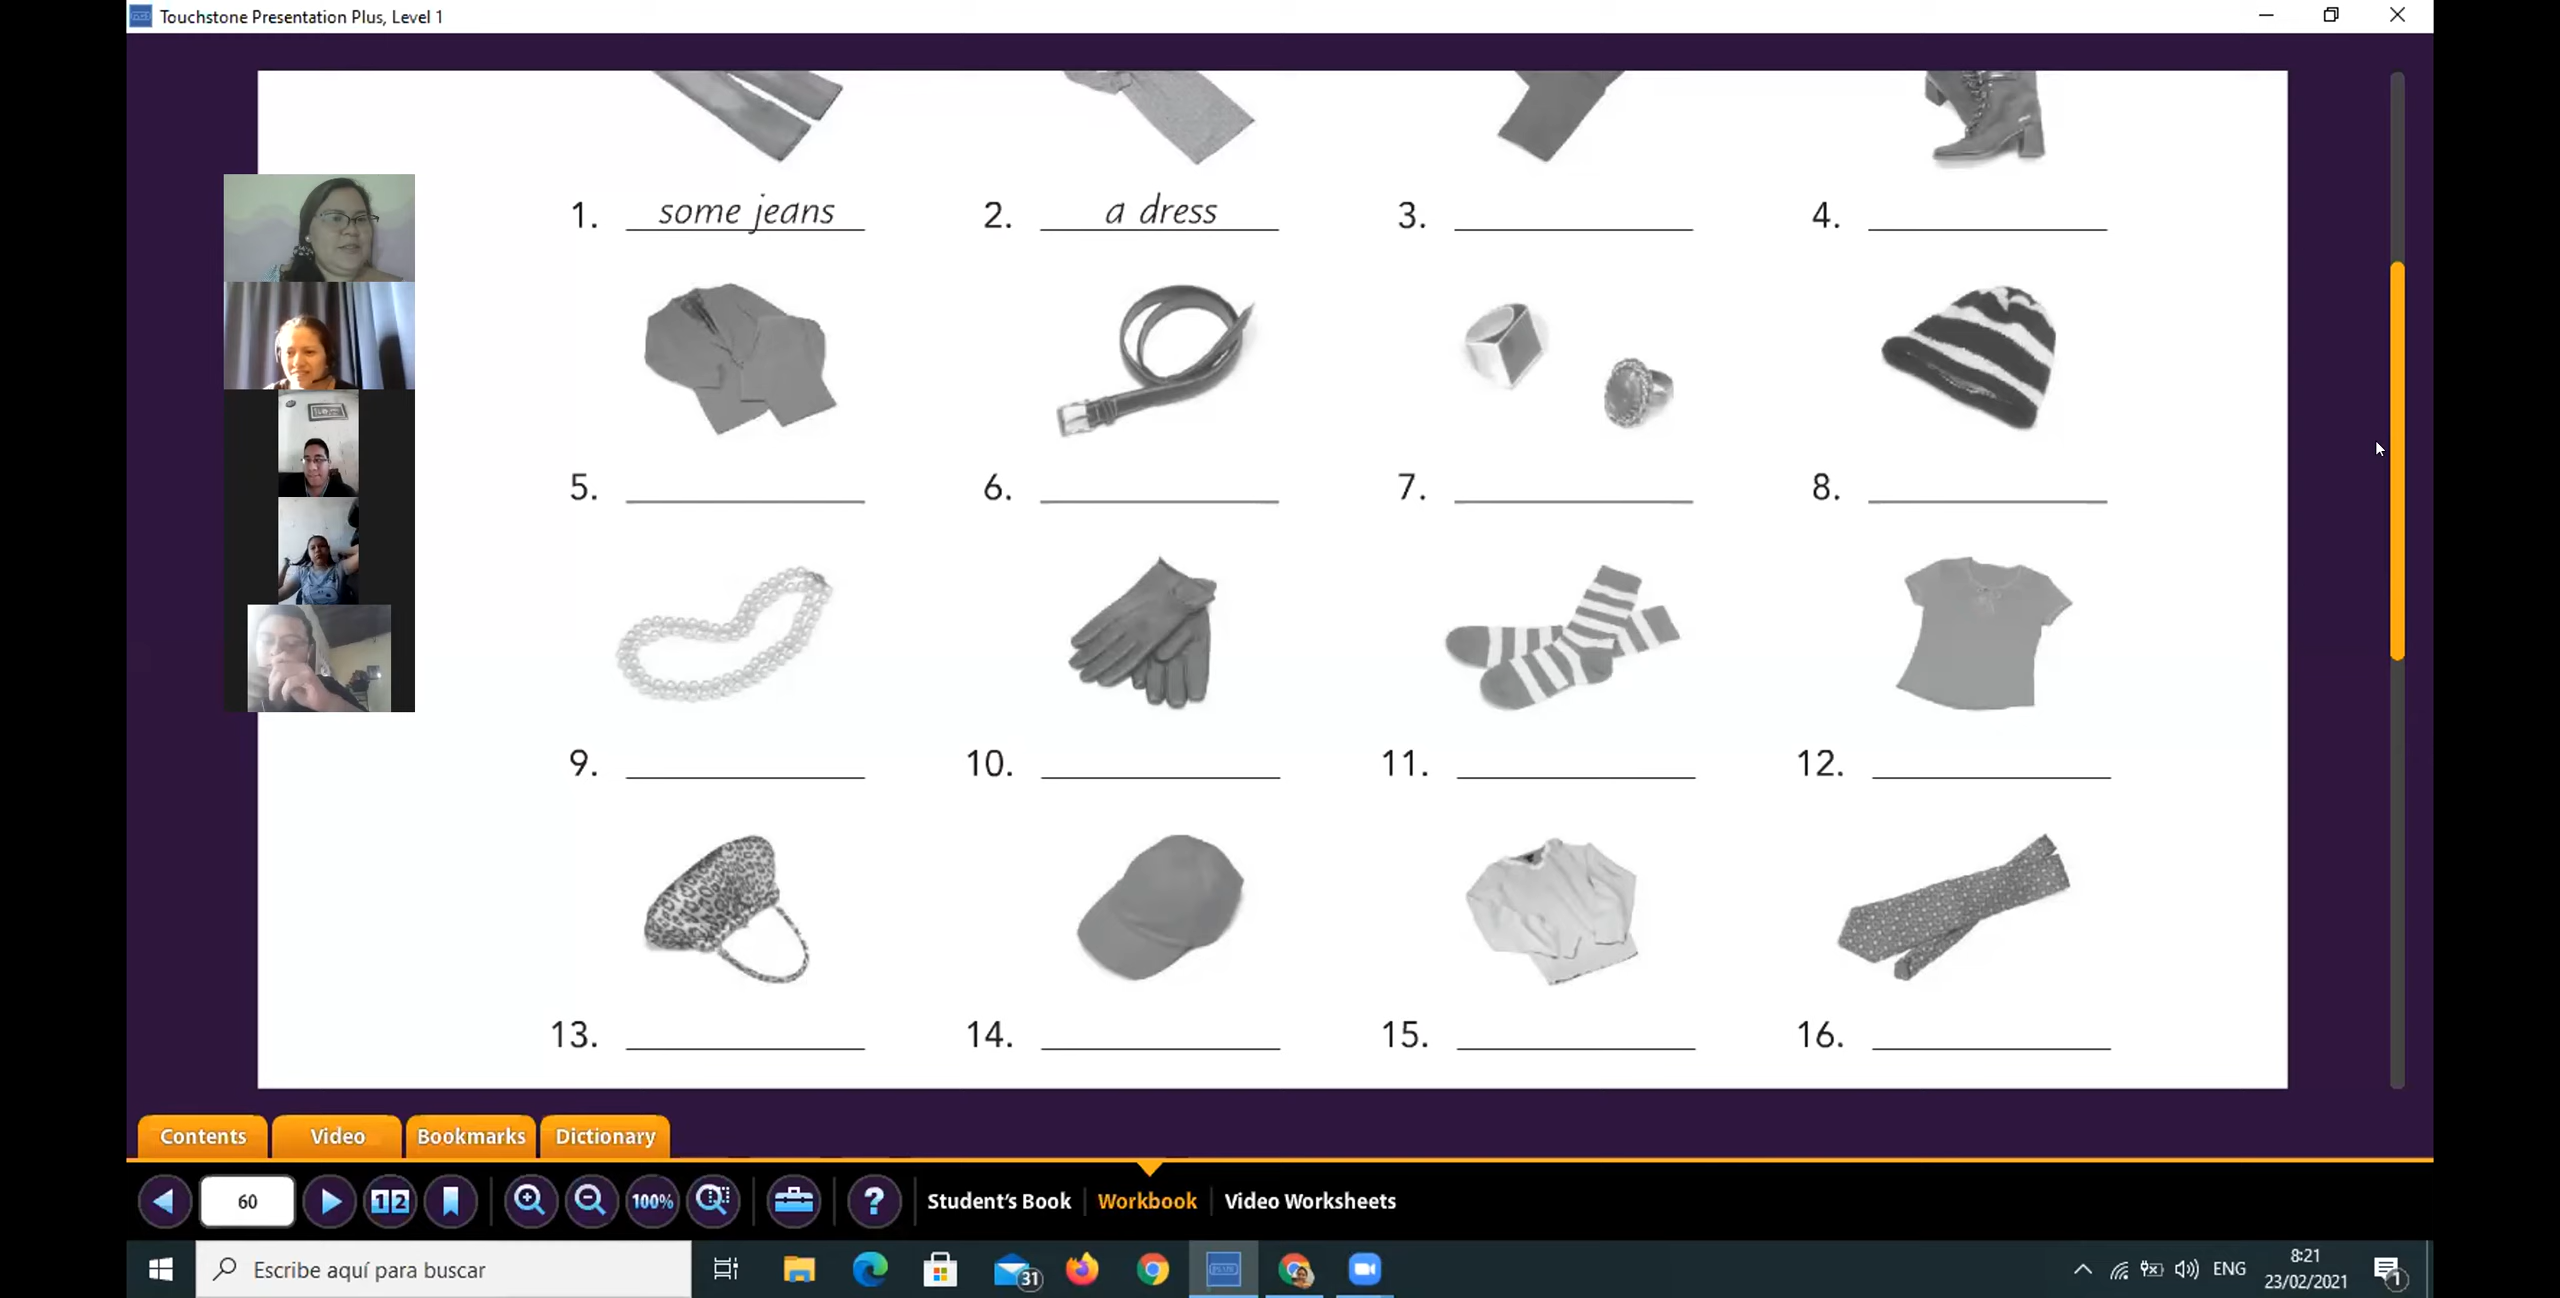 Touchstone Presentation Plus, Level 1
1. some jeans 2. a dress 3. 4.
5. 6. 7. 8.
9. 10. 11. 12.
13. 14. 15. 16.
Contents Video Bookmarks Dictionary
60 12 100% ? Student's Book Workbook Video Worksheets
Escribe aquí para buscar 31 ENG 8:21
23/02/2021 1